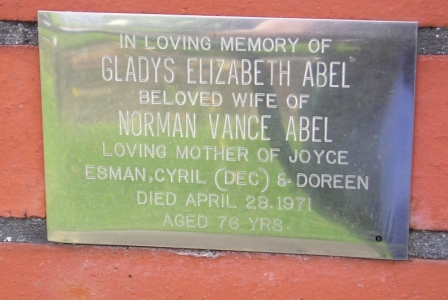 IN LOVING MEMORY OF
GLADYS ELIZABETH ABEL
BELOVED WIFE OF
NORMAN VANCE ABEL
LOVING MOTHER OF JOYCE
ESMAN, CYRIL (DEC) & DOREEN
DIED APRIL 29. 1971
AGED 76 YRS.